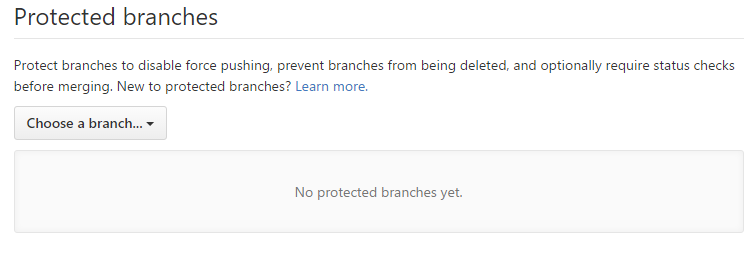 Protected branches
Protect branches to disable force pushing, prevent branches from being deleted, and optionally require status checks
before merging. New to protected branches? Learn more.
Choose a branch...
No protected branches yet.